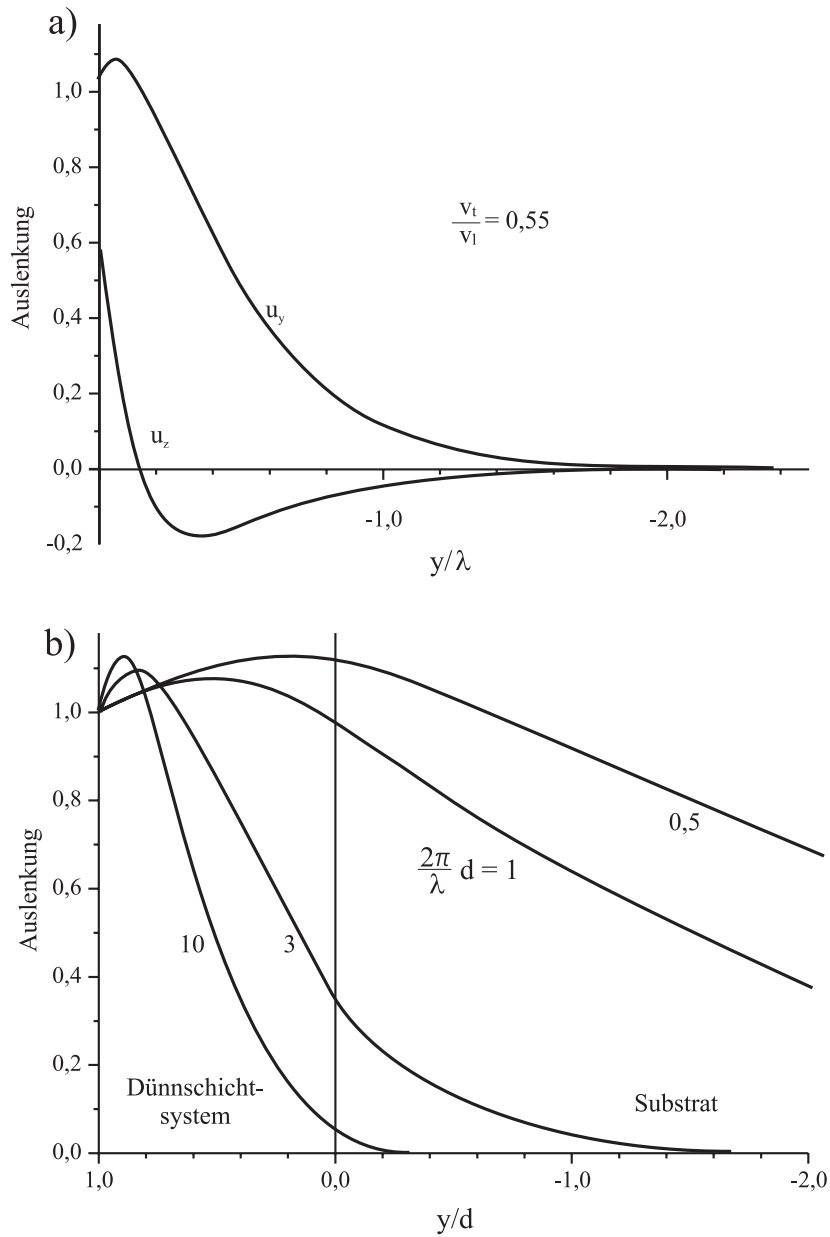 a)
1,0
0,8
0,6
0,4
0,2
0,0
-0,2
Auslenkung
v_t
v_l = 0,55
u_y
u_z
-1,0
-2,0
y/λ
b)
1,0
0,8
0,6
0,4
0,2
0,0
Auslenkung
0,5
2π
λ d = 1
10
3
Dünnschicht-
system
Substrat
1,0
0,0
-1,0
-2,0
y/d